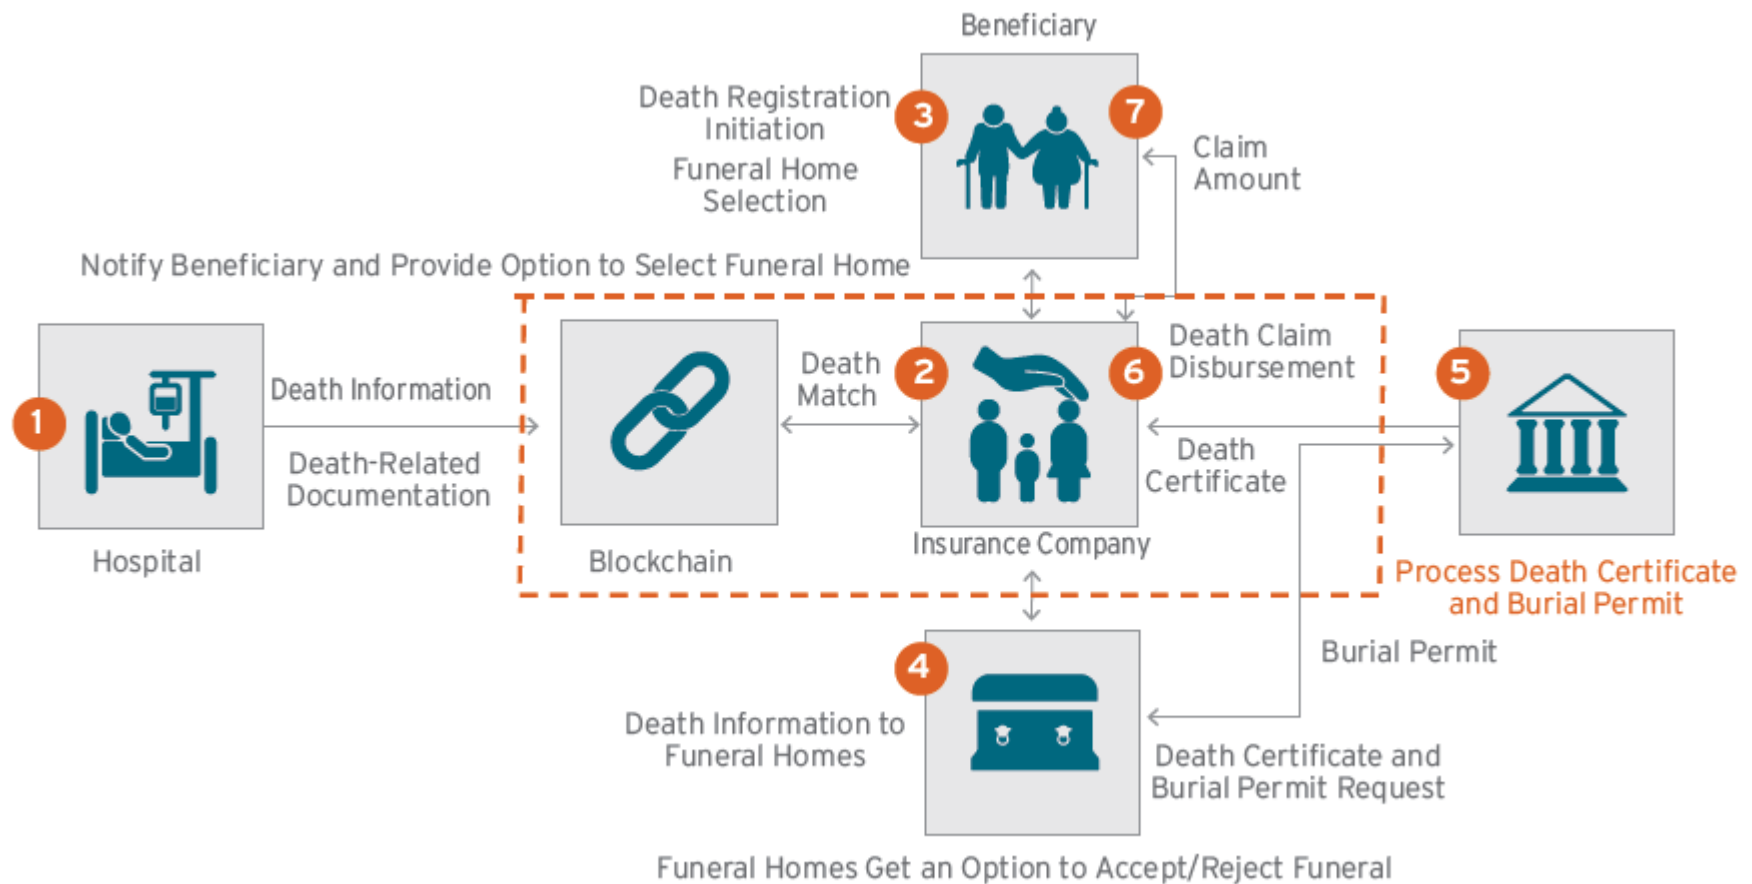 Beneficiary
3
7
Death Registration
Initiation
Funeral Home
Selection
Claim
Amount
Notify Beneficiary and Provide Option to Select Funeral Home
1
Death Information
Death-Related
Documentation
Hospital
Blockchain
Death
Match
2
6
Death Claim
Disbursement
Death
Certificate
Insurance Company
5
Process Death Certificate
and Burial Permit
Burial Permit
4
Death Information to
Funeral Homes
Death Certificate and
Burial Permit Request
Funeral Homes Get an Option to Accept/Reject Funeral